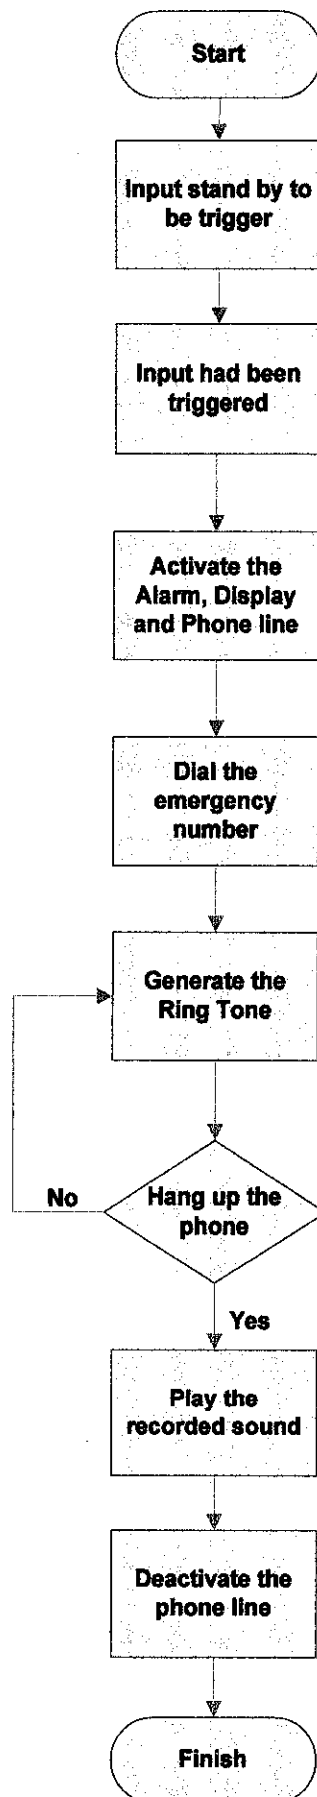 Start
Input stand by to
be trigger
Input had been
triggered
Activate the
Alarm, Display
and Phone line
Dial the
emergency
number
Generate the
Ring Tone
No
Hang up the
phone
Yes
Play the
recorded sound
Deactivate the
phone line
Finish